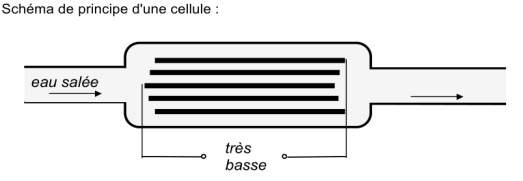 Schéma de principe d'une cellule :
eau salée
très
basse